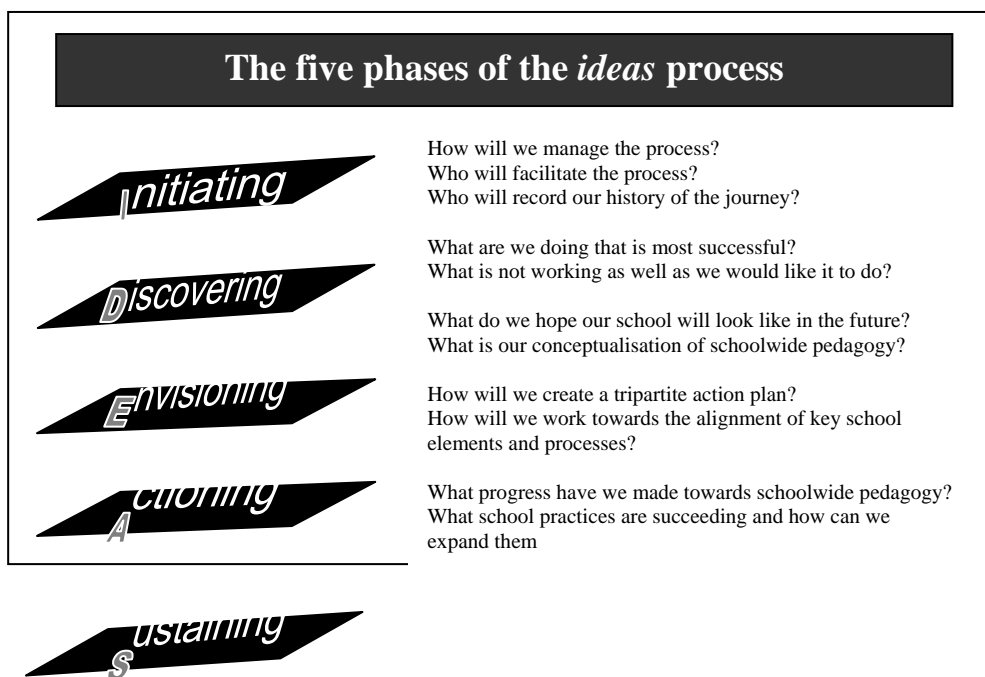 The five phases of the ideas process
Initiating
How will we manage the process?
Who will facilitate the process?
Who will record our history of the journey?
Discovering
What are we doing that is most successful?
What is not working as well as we would like it to do?
Envisioning
What do we hope our school will look like in the future?
What is our conceptualisation of schoolwide pedagogy?
Actioning
How will we create a tripartite action plan?
How will we work towards the alignment of key school
elements and processes?
Sustaining
What progress have we made towards schoolwide pedagogy?
What school practices are succeeding and how can we
expand them